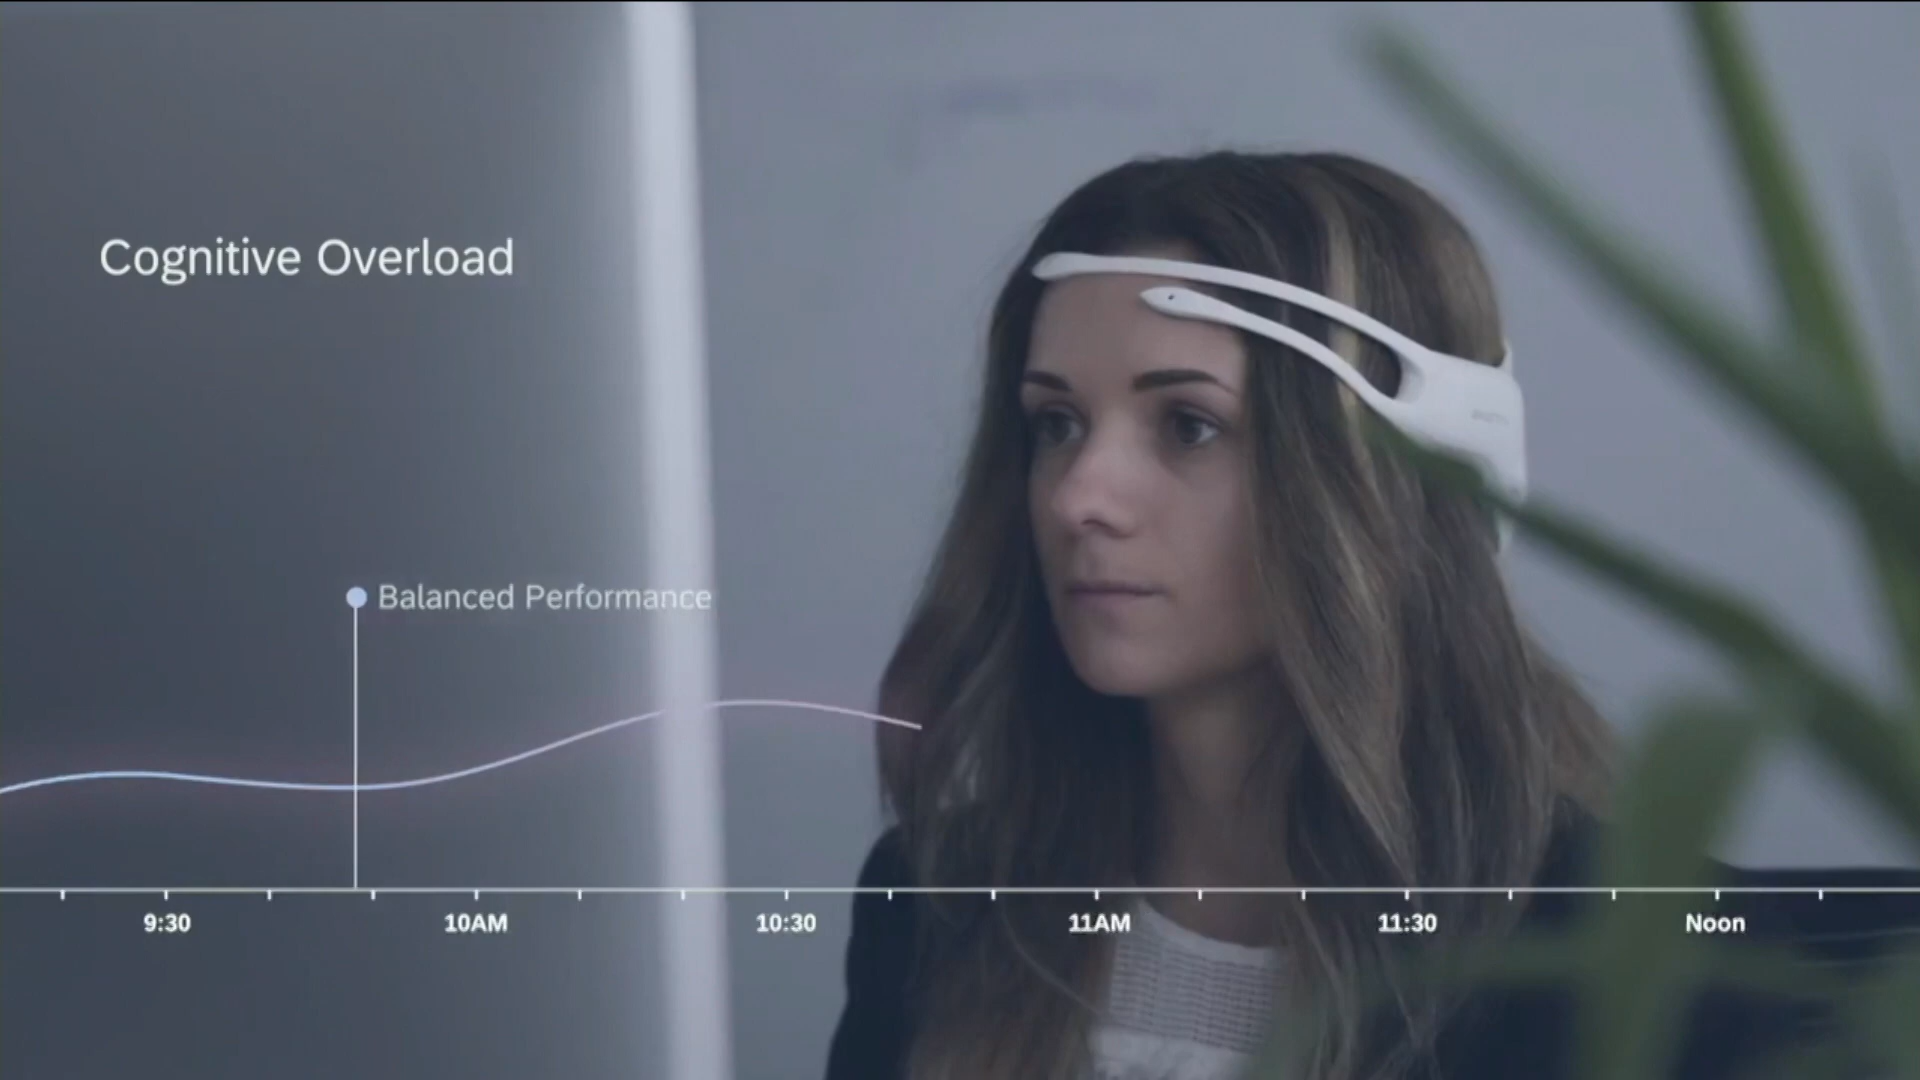 Cognitive Overload
Balanced Performance
9:30 10AM 10:30 11AM 11:30 Noon